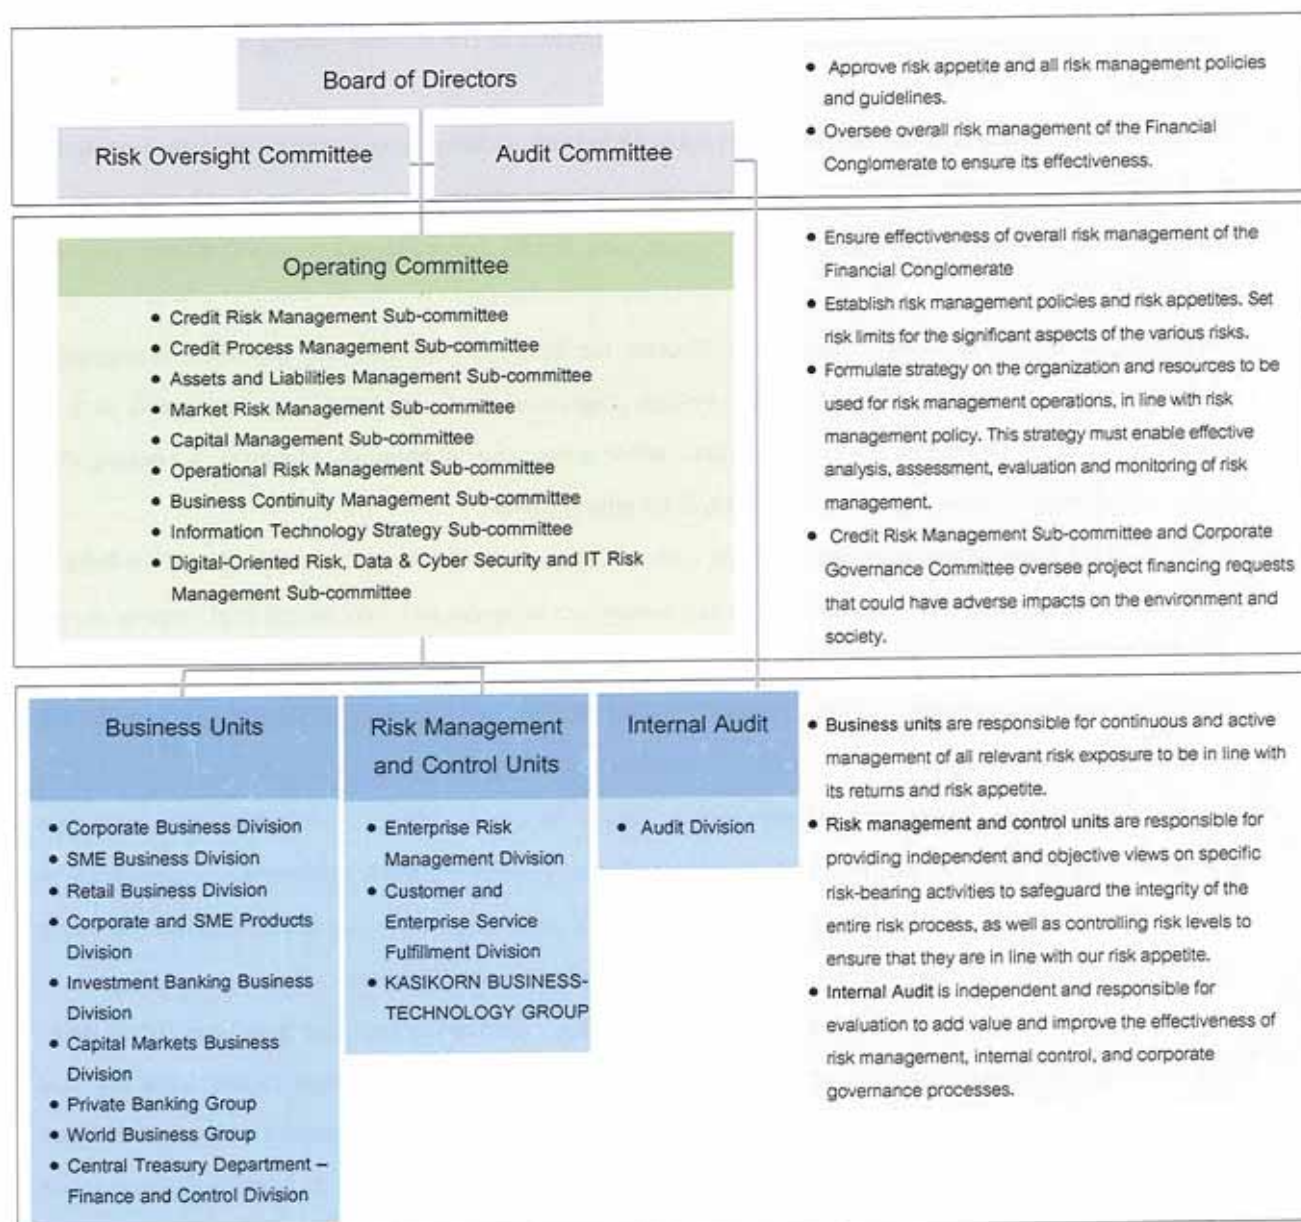 Board of Directors
Risk Oversight Committee
Audit Committee
• Approve risk appetite and all risk management policies
and guidelines.
• Oversee overall risk management of the Financial
Conglomerate to ensure its effectiveness.
Operating Committee
• Credit Risk Management Sub-committee
• Credit Process Management Sub-committee
• Assets and Liabilities Management Sub-committee
• Market Risk Management Sub-committee
• Capital Management Sub-committee
• Operational Risk Management Sub-committee
• Business Continuity Management Sub-committee
• Information Technology Strategy Sub-committee
• Digital-Oriented Risk, Data & Cyber Security and IT Risk
Management Sub-committee
• Ensure effectiveness of overall risk management of the
Financial Conglomerate
• Establish risk management policies and risk appetites. Set
risk limits for the significant aspects of the various risks.
• Formulate strategy on the organization and resources to be
used for risk management operations, in line with risk
management policy. This strategy must enable effective
analysis, assessment, evaluation and monitoring of risk
management.
• Credit Risk Management Sub-committee and Corporate
Governance Committee oversee project financing requests
that could have adverse impacts on the environment and
society.
Business Units
• Corporate Business Division
• SME Business Division
• Retail Business Division
• Corporate and SME Products
Division
• Investment Banking Business
Division
• Capital Markets Business
Division
• Private Banking Group
• World Business Group
• Central Treasury Department –
Finance and Control Division
Risk Management
and Control Units
• Enterprise Risk
Management Division
• Customer and
Enterprise Service
Fulfillment Division
• KASIKORN BUSINESS-
TECHNOLOGY GROUP
Internal Audit
• Audit Division
• Business units are responsible for continuous and active
management of all relevant risk exposure to be in line with
its returns and risk appetite.
• Risk management and control units are responsible for
providing independent and objective views on specific
risk-bearing activities to safeguard the integrity of the
entire risk process, as well as controlling risk levels to
ensure that they are in line with our risk appetite.
• Internal Audit is independent and responsible for
evaluation to add value and improve the effectiveness of
risk management, internal control, and corporate
governance processes.